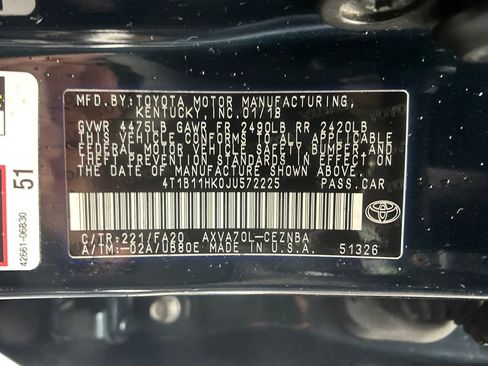 MFD.BY:TOYOTA MOTOR MANUFACTURING,
KENTUCKY, INC.01/18
GVWR 4475LB GAWR FR 2490LB RR 2420LB
THIS VEHICLE CONFORMS TO ALL APPLICABLE
FEDERAL MOTOR VEHICLE SAFETY, BUMPER, AND
THEFT PREVENTION STANDARDS IN EFFECT ON
THE DATE OF MANUFACTURE SHOWN ABOVE.
4T1B11HK0JU572225 PASS.CAR
C/TR:221/FA20 AXVA70L-CEZNBA
A/TM:-02A/UB80E MADE IN U.S.A. 51326
51
42661-06B30